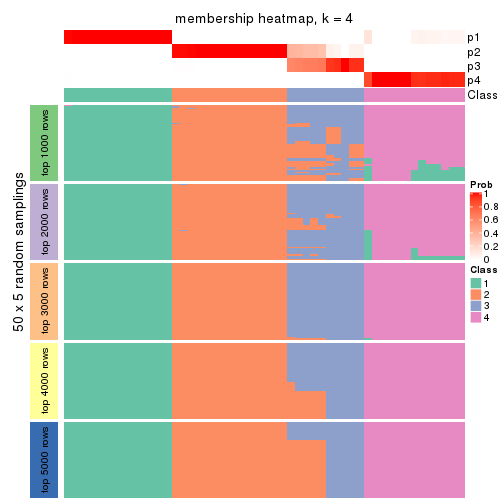 membership heatmap, k = 4
p1
p2
p3
p4
Class
50 x 5 random samplings
top 1000 rows
top 2000 rows
top 3000 rows
top 4000 rows
top 5000 rows
Prob
1
0.8
0.6
0.4
0.2
0
Class
1
2
3
4